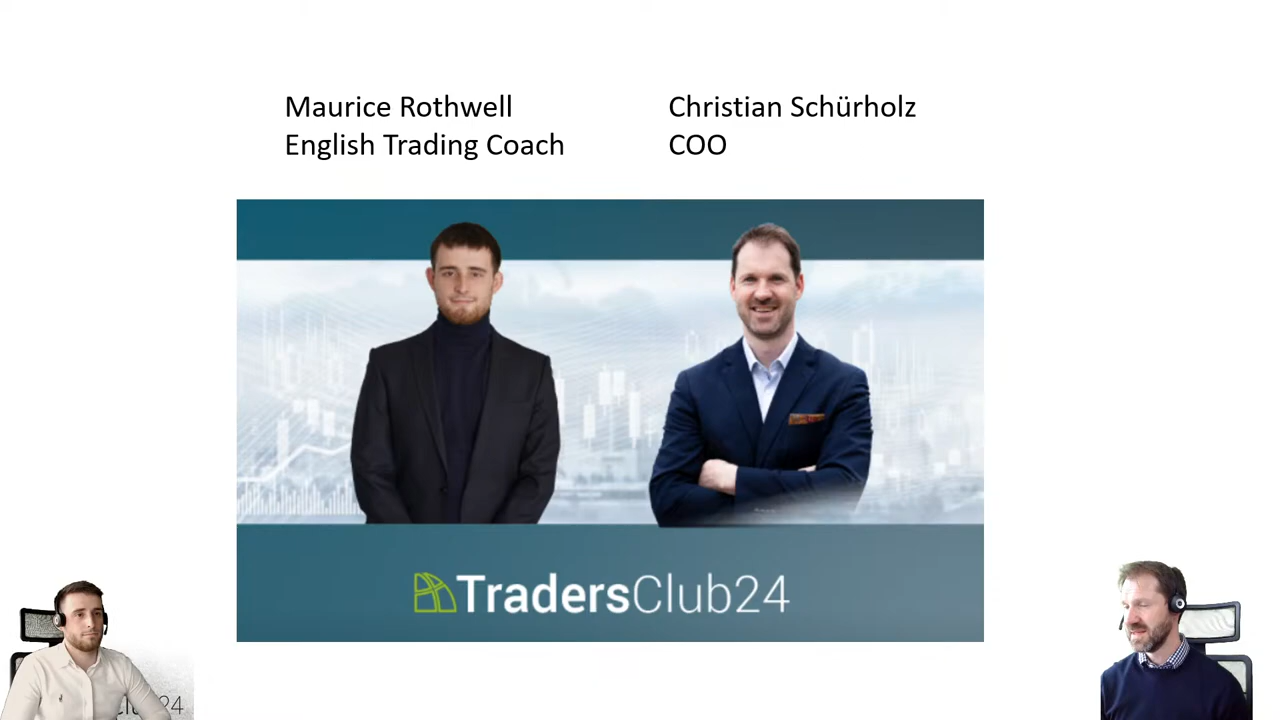 Maurice Rothwell
English Trading Coach
Christian Schürholz
COO
TradersClub24